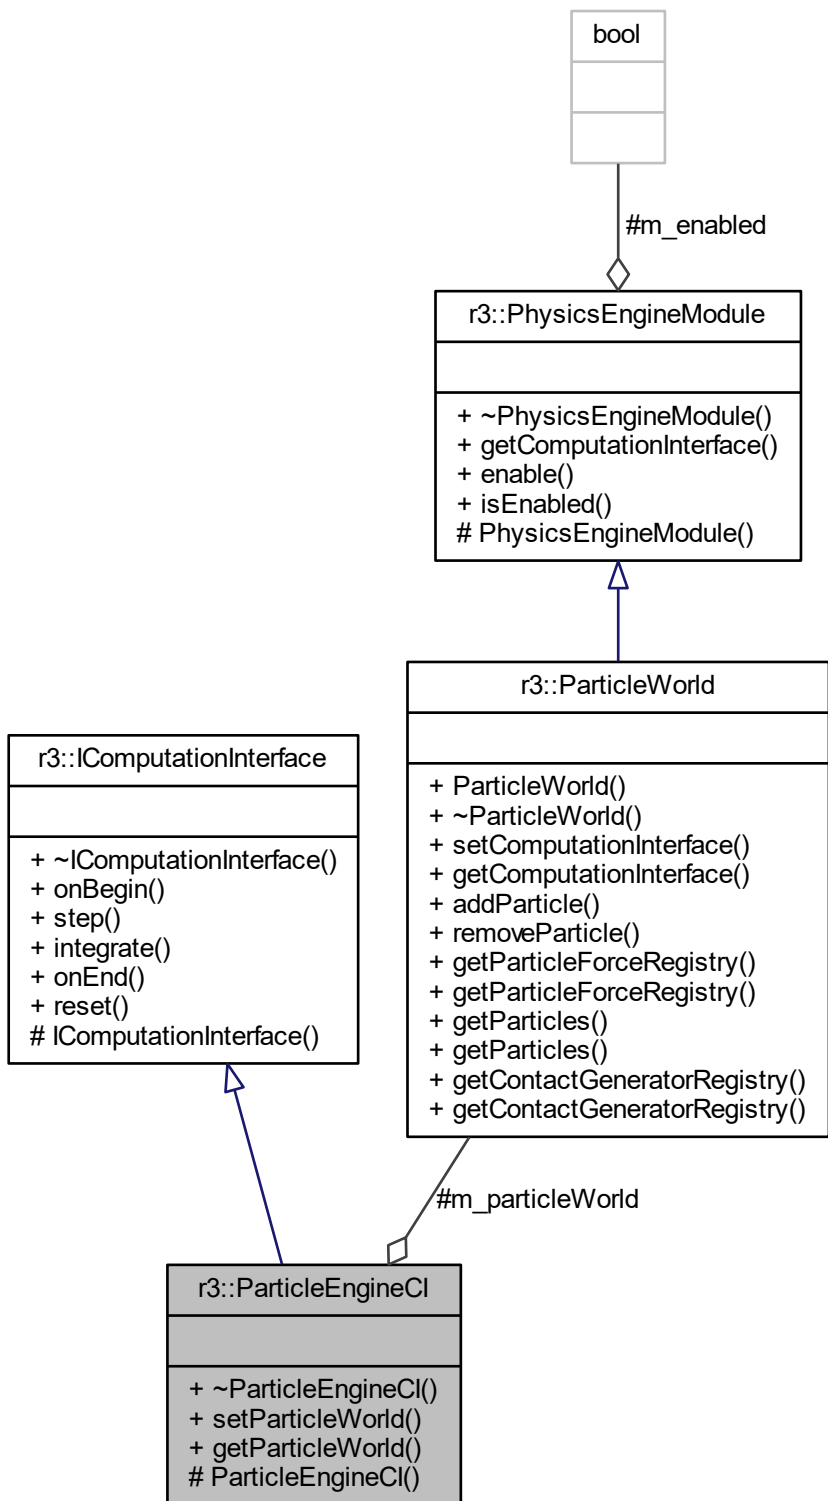 bool
#m_enabled
r3::PhysicsEngineModule
+ ~PhysicsEngineModule()
+ getComputationInterface()
+ enable()
+ isEnabled()
# PhysicsEngineModule()
r3::ParticleWorld
+ ParticleWorld()
+ ~ParticleWorld()
+ setComputationInterface()
+ getComputationInterface()
+ addParticle()
+ removeParticle()
+ getParticleForceRegistry()
+ getParticleForceRegistry()
+ getParticles()
+ getParticles()
+ getContactGeneratorRegistry()
+ getContactGeneratorRegistry()
r3::IComputationInterface
+ ~IComputationInterface()
+ onBegin()
+ step()
+ integrate()
+ onEnd()
+ reset()
# IComputationInterface()
#m_particleWorld
r3::ParticleEngineCI
+ ~ParticleEngineCI()
+ setParticleWorld()
+ getParticleWorld()
# ParticleEngineCI()